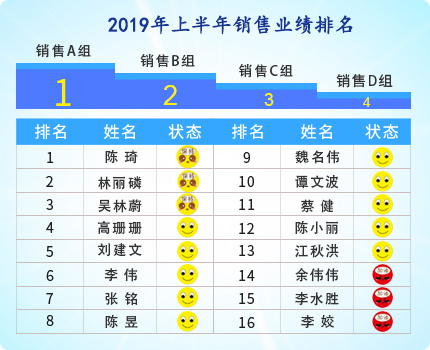 2019年上半年销售业绩排名
销售A组
销售B组
销售C组
销售D组
1
2
3
4
排名 姓名 状态 排名 姓名 状态
1 陈 琦 9 魏名伟
2 林丽磷 10 谭文波
3 吴林蔚 11 蔡 健
4 高珊珊 12 陈小丽
5 刘建文 13 江秋洪
6 李 伟 14 余伟伟
7 张 铭 15 李水胜
8 陈 昱 16 李 姣